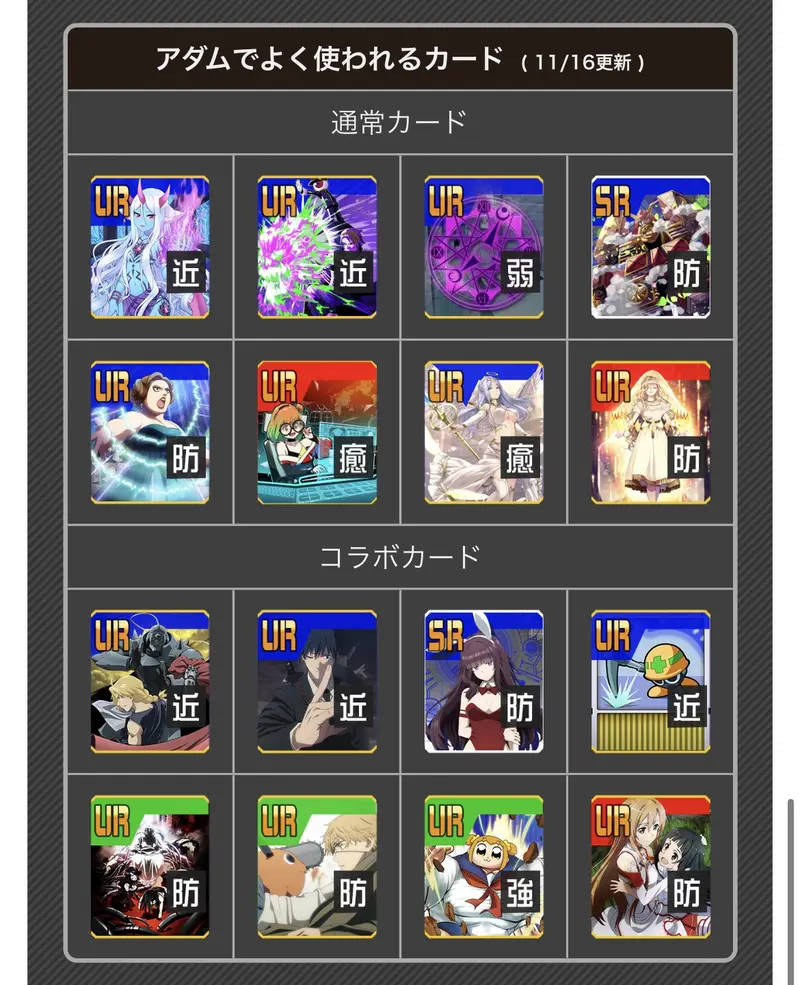 アダムでよく使われるカード ( 11/16更新 )
通常カード
UR 近 UR 近 UR 弱 SR 防
UR 防 UR 癒 UR 癒 UR 防
コラボカード
UR 近 UR 近 SR 防 UR 近
UR 防 UR 防 UR 強 UR 防